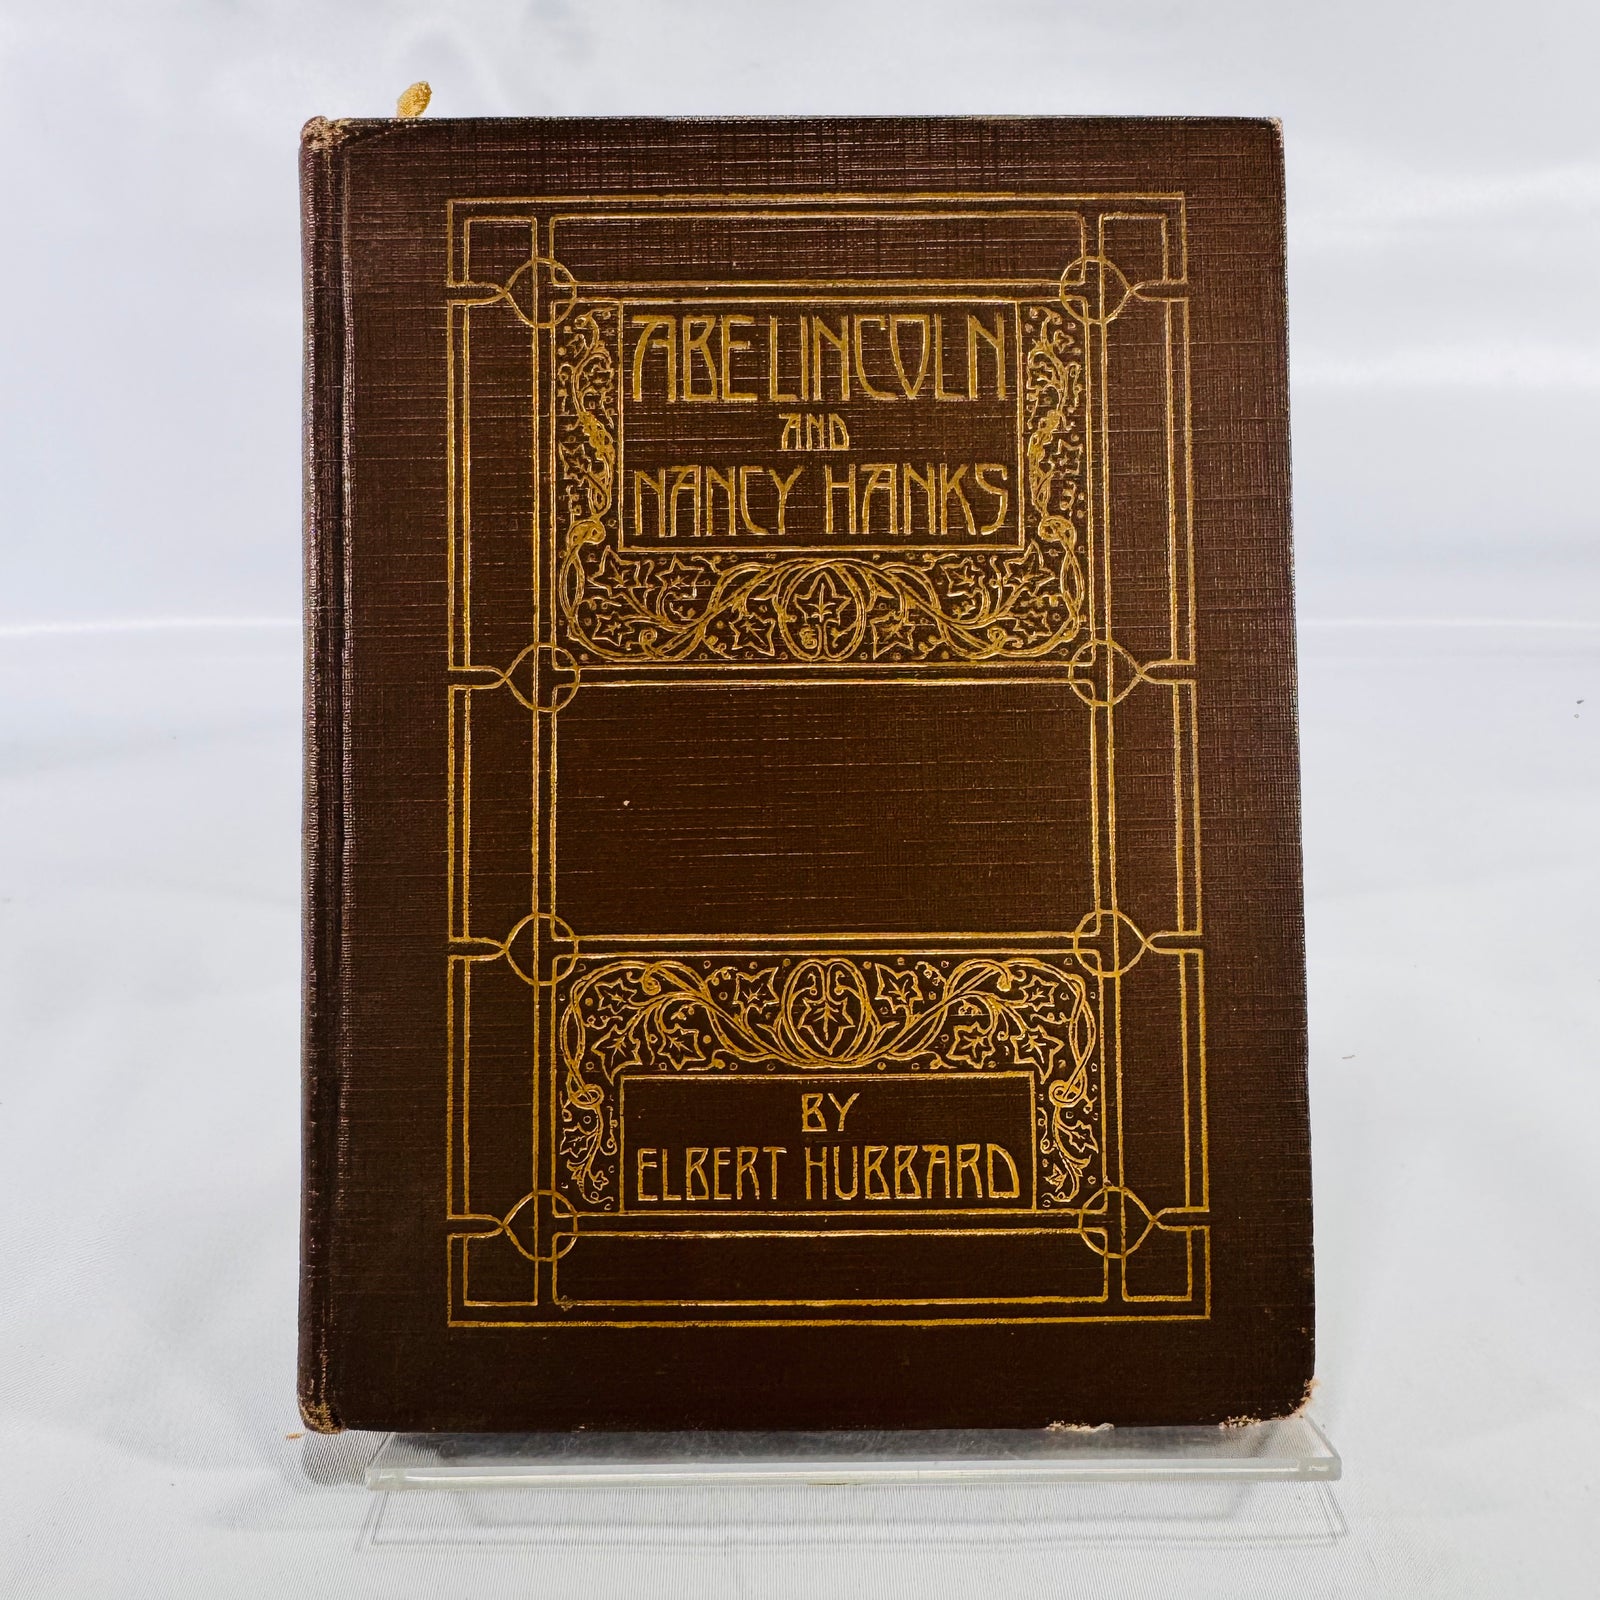 ABE LINCOLN
AND
NANCY HANKS
BY
ELBERT HUBBARD